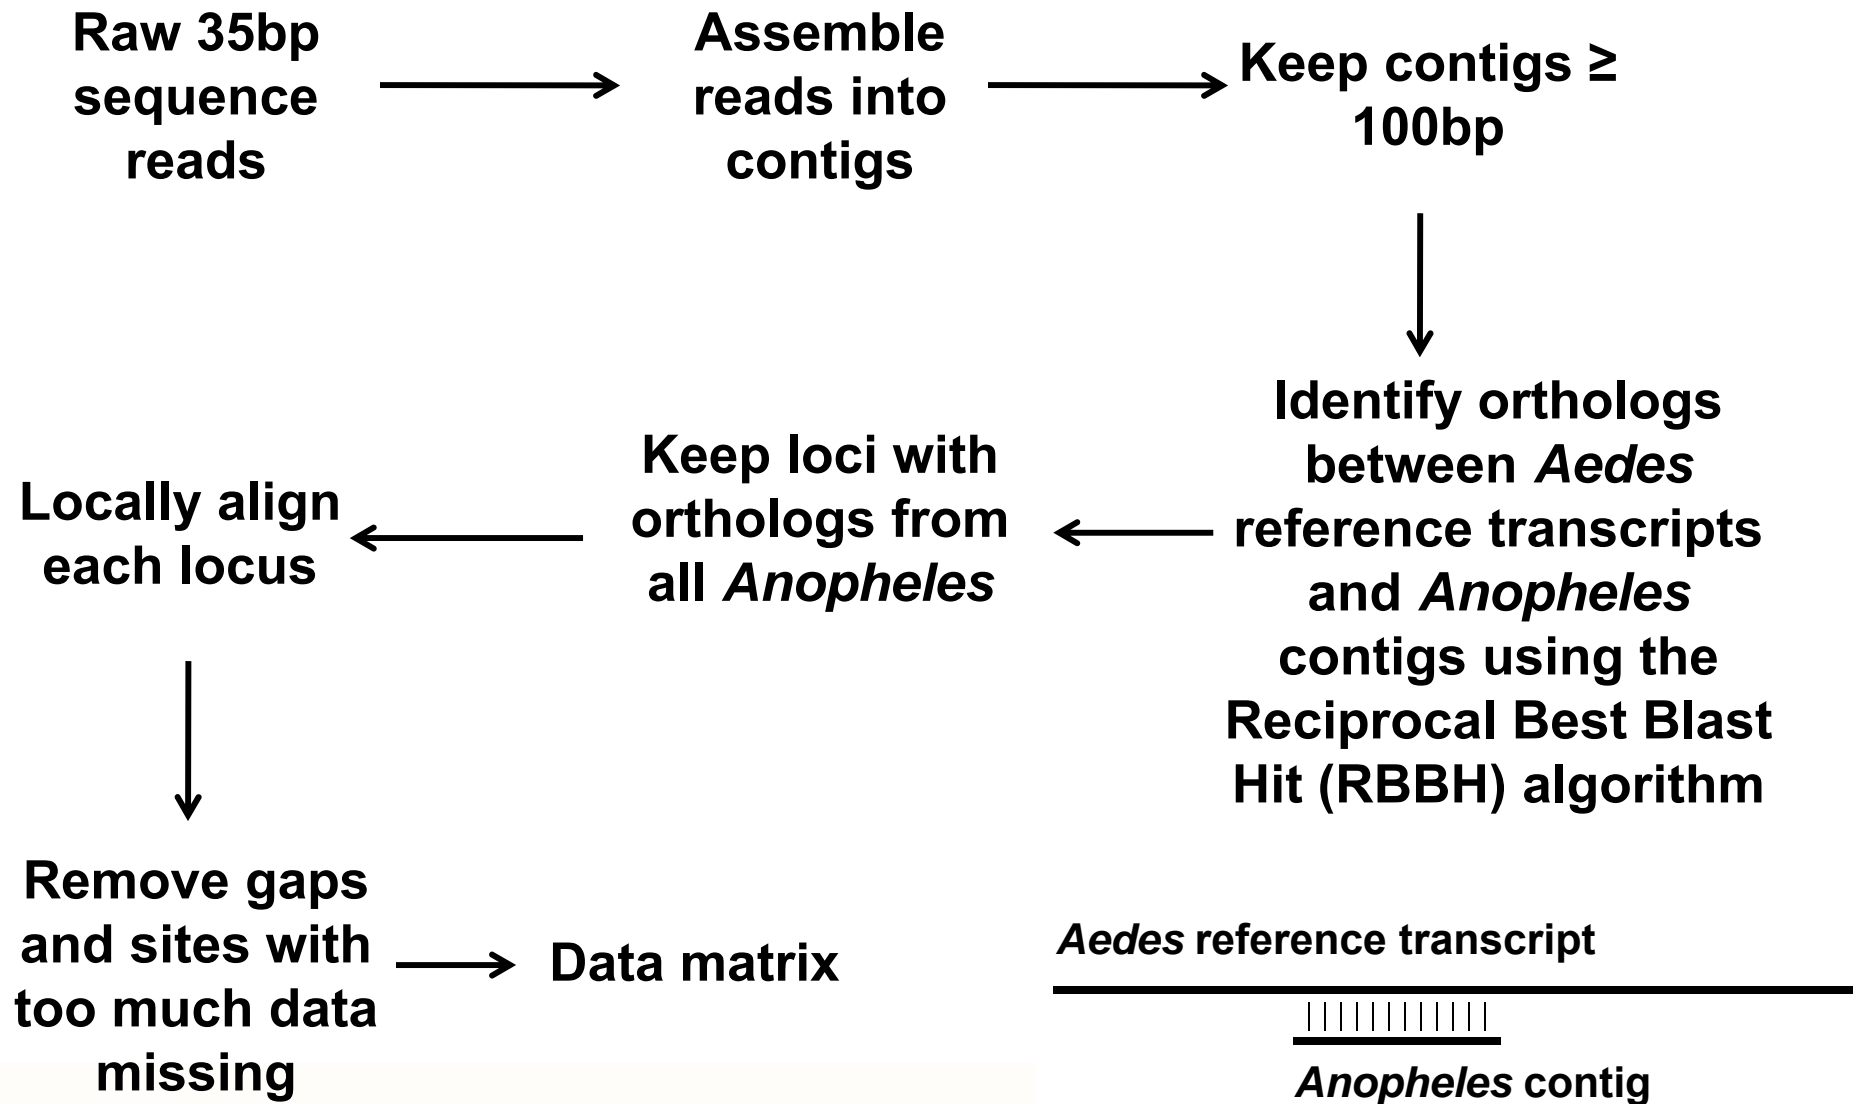 Raw 35bp
sequence
reads
Assemble
reads into
contigs
Keep contigs ≥
100bp
Identify orthologs
between Aedes
reference transcripts
and Anopheles
contigs using the
Reciprocal Best Blast
Hit (RBBH) algorithm
Keep loci with
orthologs from
all Anopheles
Locally align
each locus
Remove gaps
and sites with
too much data
missing
Data matrix
Aedes reference transcript
Anopheles contig